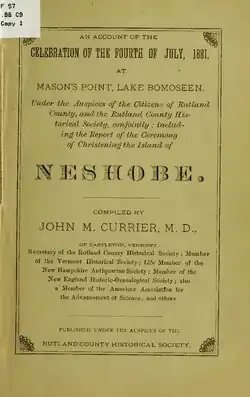 F 57
.B8 C9
Copy 1
AN ACCOUNT OF THE
CELEBRATION OF THE FOURTH OF JULY, 1881,
AT
MASON'S POINT, LAKE BOMOSEEN.
Under the Auspices of the Citizens of Rutland
County, and the Rutland County His-
torical Society, conjointly; includ-
ing the Report of the Ceremony
of Christening the Island of
NESHOBE.
COMPILED BY
JOHN M. CURRIER, M. D.,
OF CASTLETON, VERMONT.
Secretary of the Rutland County Historical Society; Member
of the Vermont Historical Society; Life Member of the
New Hampshire Antiquarian Society; Member of the
New England Historic-Genealogical Society; also
a Member of the American Association for
the Advancement of Science, and others.
PUBLISHED UNDER THE AUSPICES OF THE
RUTLAND COUNTY HISTORICAL SOCIETY.